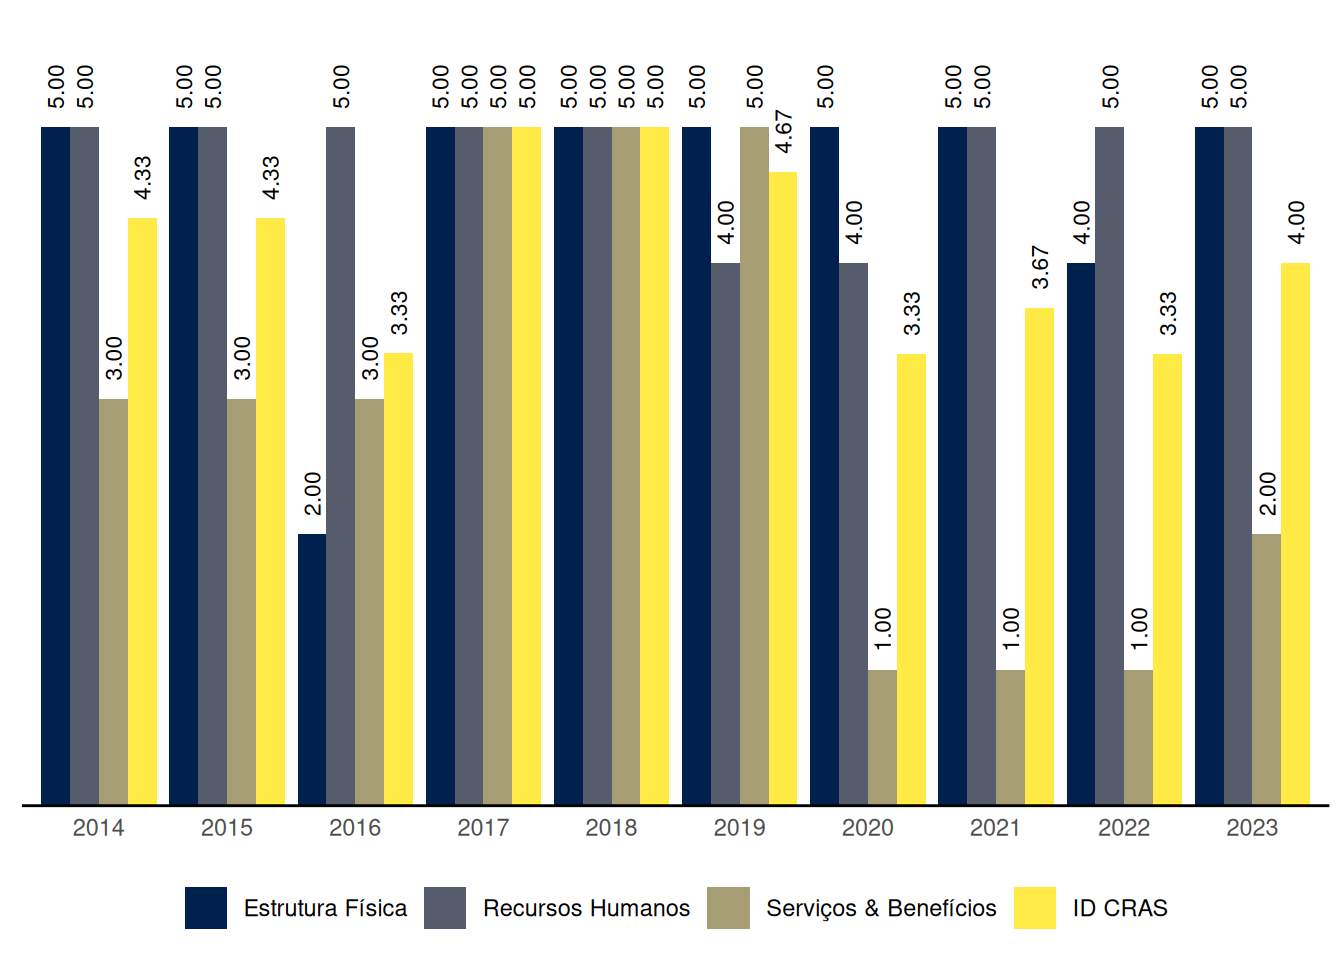 5.00 5.00 3.00 4.33
5.00 5.00 3.00 4.33
2.00 5.00 3.00 3.33
5.00 5.00 5.00 5.00
5.00 5.00 5.00 5.00
5.00 4.00 5.00 4.67
5.00 4.00 1.00 3.33
5.00 5.00 1.00 3.67
4.00 5.00 1.00 3.33
5.00 5.00 2.00 4.00
2014 2015 2016 2017 2018 2019 2020 2021 2022 2023
Estrutura Física Recursos Humanos Serviços & Benefícios ID CRAS